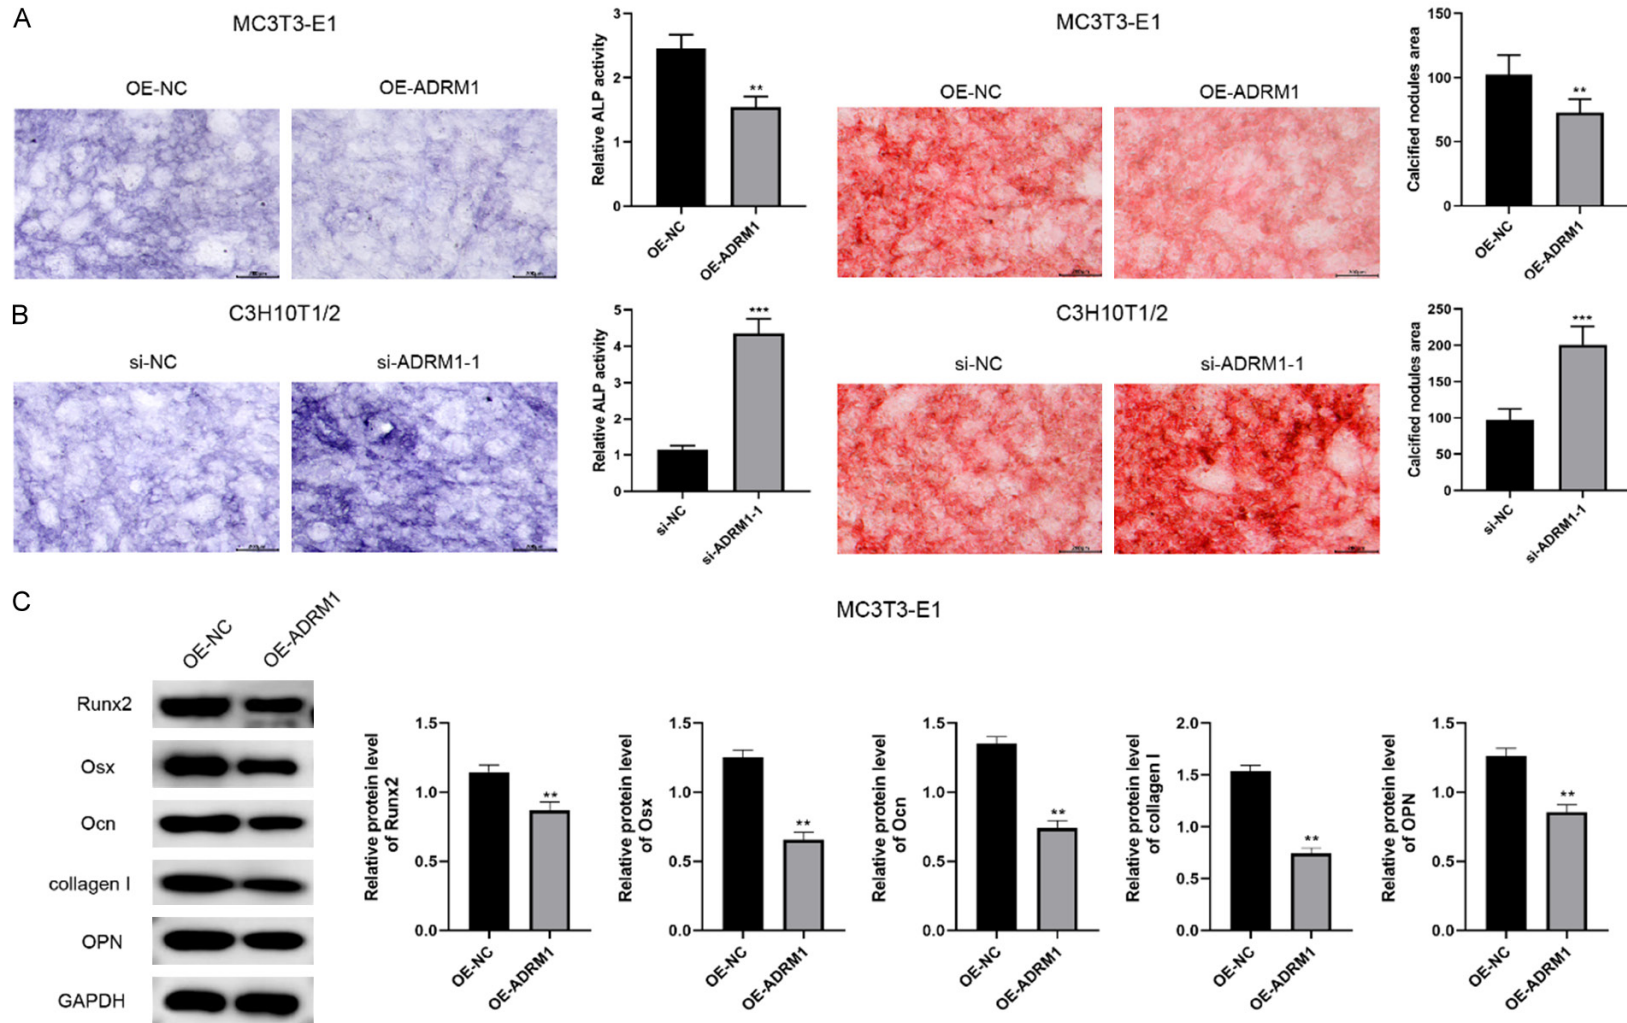 A
MC3T3-E1
OE-NC
OE-ADRM1
Relative ALP activity
3
2
1
0
**
OE-NC
OE-ADRM1
MC3T3-E1
OE-NC
OE-ADRM1
Calcified nodules area
150
100
50
0
**
OE-NC
OE-ADRM1
B
C3H10T1/2
si-NC
si-ADRM1-1
Relative ALP activity
5
4
3
2
1
0
***
si-NC
si-ADRM1-1
C3H10T1/2
si-NC
si-ADRM1-1
Calcified nodules area
250
200
150
100
50
0
***
si-NC
si-ADRM1-1
C
OE-NC
OE-ADRM1
Runx2
Osx
Ocn
collagen I
OPN
GAPDH
MC3T3-E1
Relative protein level
of Runx2
1.5
1.0
0.5
0.0
**
OE-NC
OE-ADRM1
Relative protein level
of Osx
1.5
1.0
0.5
0.0
**
OE-NC
OE-ADRM1
Relative protein level
of Ocn
1.5
1.0
0.5
0.0
**
OE-NC
OE-ADRM1
Relative protein level
of collagen I
2.0
1.5
1.0
0.5
0.0
**
OE-NC
OE-ADRM1
Relative protein level
of OPN
1.5
1.0
0.5
0.0
**
OE-NC
OE-ADRM1